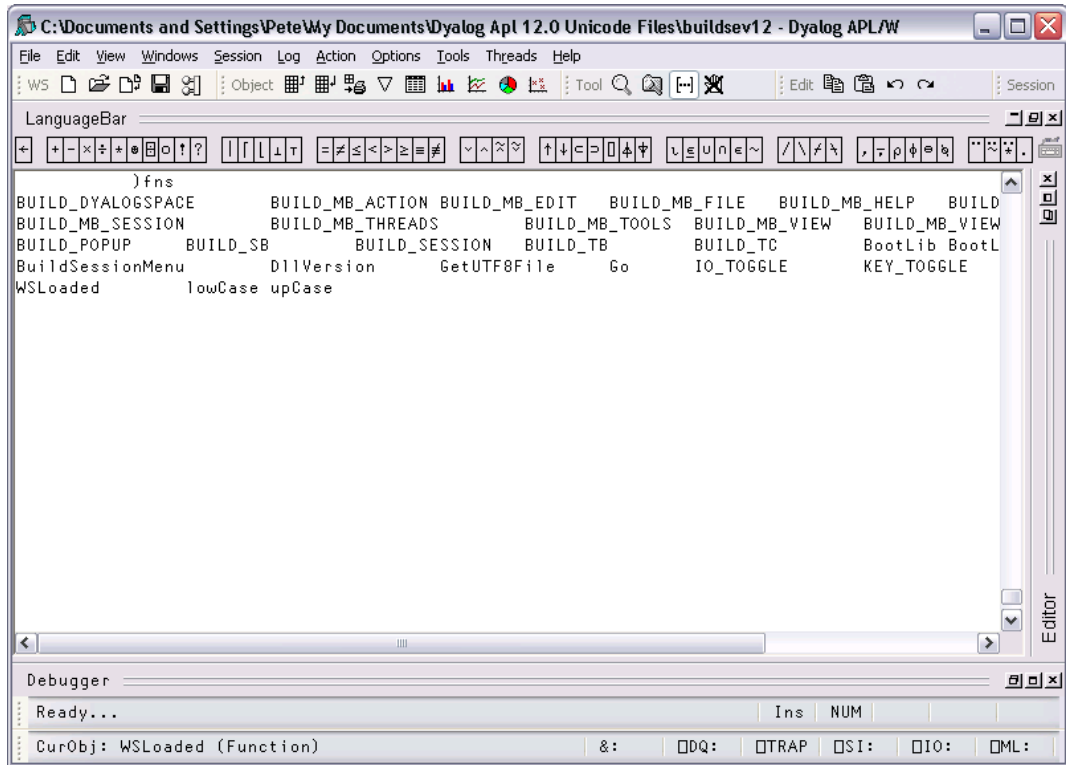 C:\Documents and Settings\Pete\My Documents\Dyalog Apl 12.0 Unicode Files\buildsev12 - Dyalog APL/W
File Edit View Windows Session Log Action Options Tools Threads Help
WS Object Tool Edit Session
LanguageBar
← + - × ÷ * ⍟ ⌹ ○ ! ? | ⌈ ⌊ ⊥ ⊤ = ≠ ≤ < > ≥ ≡ ≢ ∨ ∧ ⍲ ⍱ ↑ ↓ ⊂ ⊃ ⌷ ⍋ ⍒ ⍳ ⍷ ∪ ∩ ∊ ~ / \ ⌿ ⍀ , ⍪ ⍴ ⌽ ⊖ ⍉ ¨ ⍨ ⍣ .
)fns
BUILD_DYALOGSPACE BUILD_MB_ACTION BUILD_MB_EDIT BUILD_MB_FILE BUILD_MB_HELP BUILD
BUILD_MB_SESSION BUILD_MB_THREADS BUILD_MB_TOOLS BUILD_MB_VIEW BUILD_MB_VIEW
BUILD_POPUP BUILD_SB BUILD_SESSION BUILD_TB BUILD_TC BootLib BootL
BuildSessionMenu DllVersion GetUTF8File Go IO_TOGGLE KEY_TOGGLE
WSLoaded lowCase upCase
Editor
Debugger
Ready... Ins NUM
CurObj: WSLoaded (Function) &: ⎕DQ: ⎕TRAP ⎕SI: ⎕IO: ⎕ML: